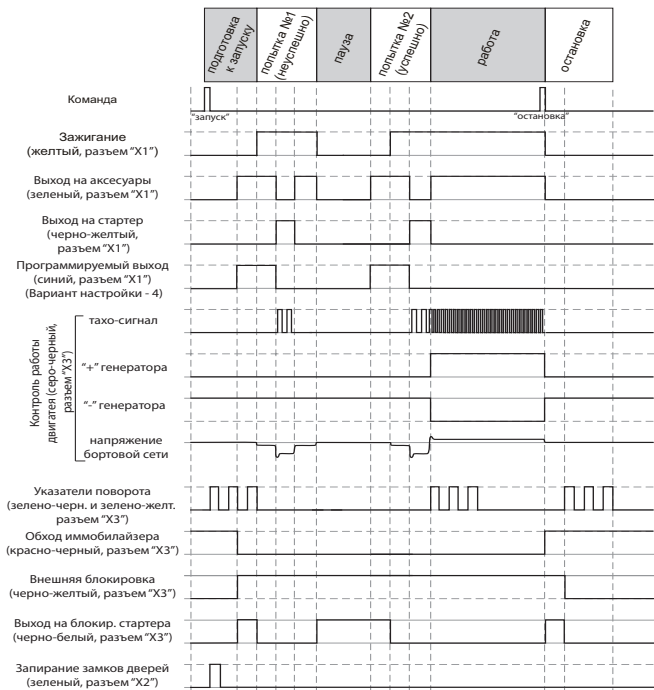 подготовка
к запуску
попытка №1
(неуспешно)
пауза
попытка №2
(успешно)
работа
остановка
Команда
"запуск"
"остановка"
Зажигание
(желтый, разъем "X1")
Выход на аксесуары
(зеленый, разъем "X1")
Выход на стартер
(черно-желтый,
разъем "X1")
Программируемый выход
(синий, разъем "X1")
(Вариант настройки - 4)
Контроль работы
двигатея (серо-черный,
разъем "X3")
тахо-сигнал
"+" генератора
"-" генератора
напряжение
бортовой сети
Указатели поворота
(зелено-черн. и зелено-желт.
разъем "X3")
Обход иммобилайзера
(красно-черный, разъем "X3")
Внешняя блокировка
(черно-желтый, разъем "X3")
Выход на блокир. стартера
(черно-белый, разъем "X3")
Запирание замков дверей
(зеленый, разъем "X2")